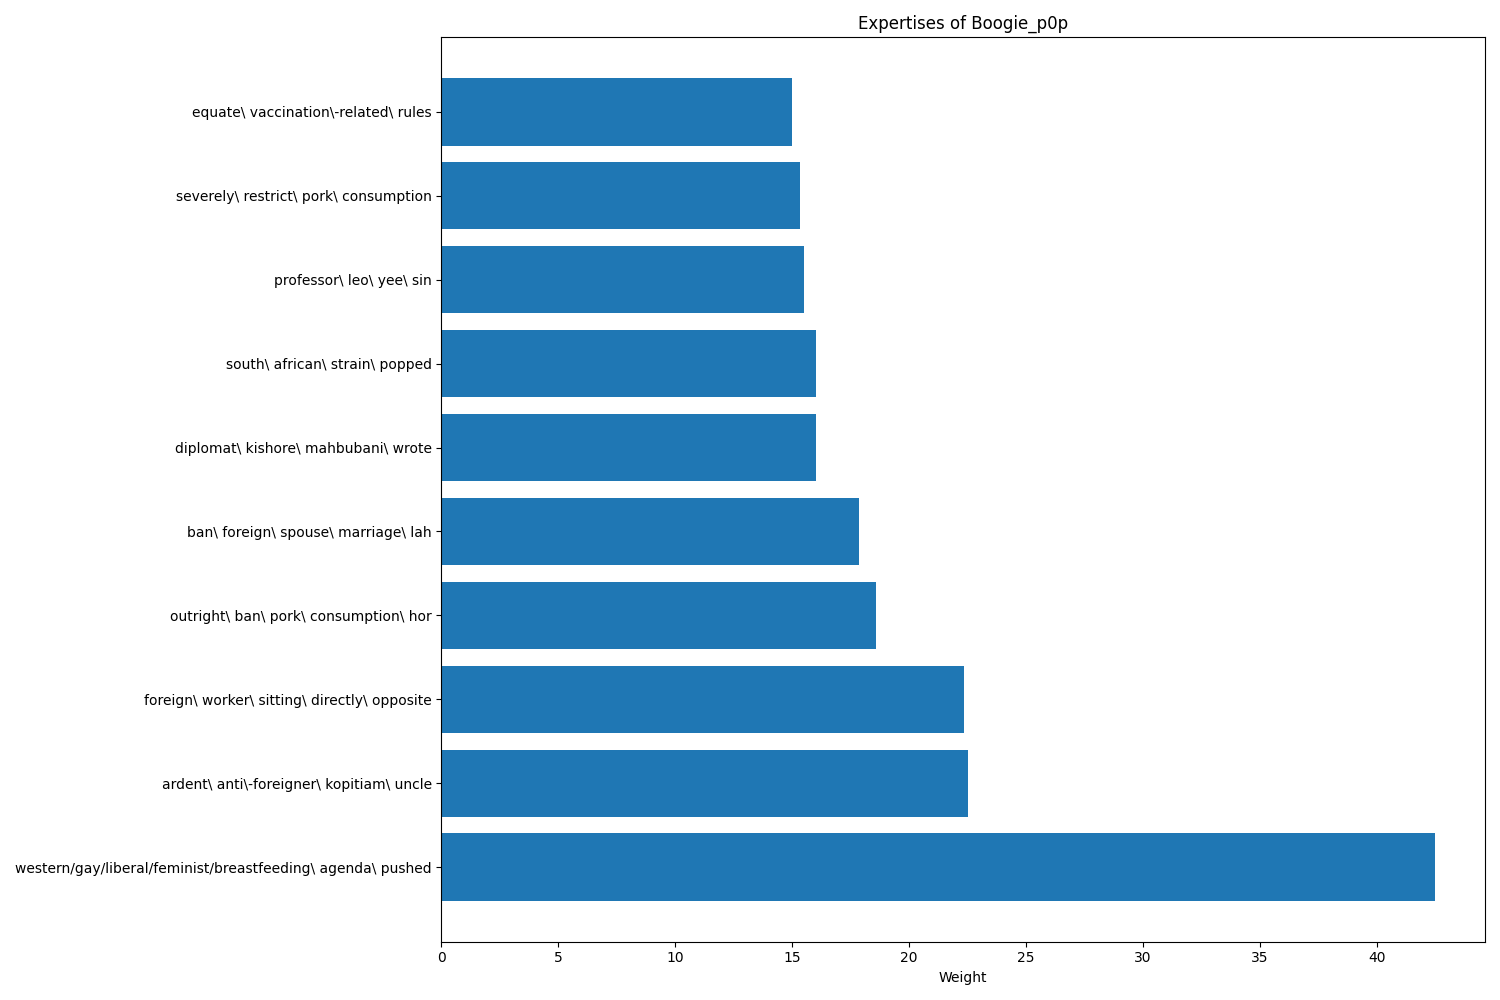 Expertises of Boogie_p0p
equate\ vaccination\-related\ rules
severely\ restrict\ pork\ consumption
professor\ leo\ yee\ sin
south\ african\ strain\ popped
diplomat\ kishore\ mahbubani\ wrote
ban\ foreign\ spouse\ marriage\ lah
outright\ ban\ pork\ consumption\ hor
foreign\ worker\ sitting\ directly\ opposite
ardent\ anti\-foreigner\ kopitiam\ uncle
western/gay/liberal/feminist/breastfeeding\ agenda\ pushed
0 5 10 15 20 25 30 35 40
Weight